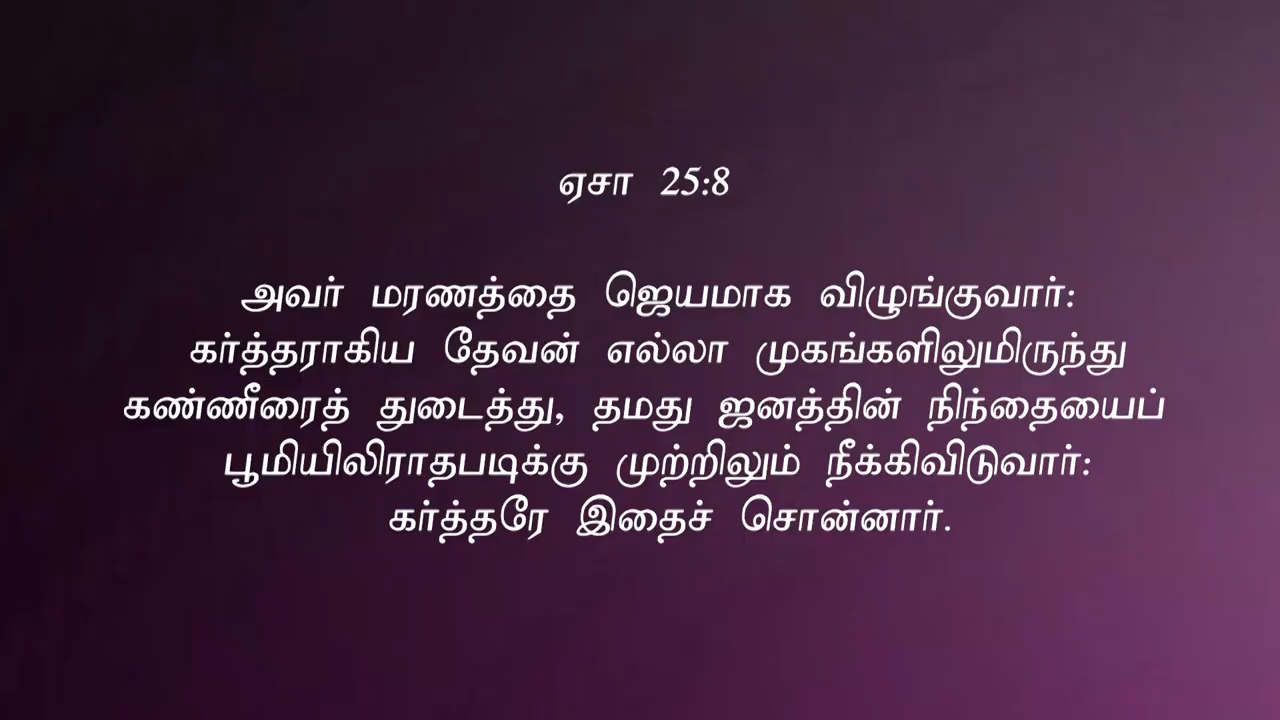 ஏசா 25:8
அவர் மரணத்தை ஜெயமாக விழுங்குவார்:
கர்த்தராகிய தேவன் எல்லா முகங்களிலுமிருந்து
கண்ணீரைத் துடைத்து, தமது ஜனத்தின் நிந்தையைப்
பூமியிலிராதபடிக்கு முற்றிலும் நீக்கிவிடுவார்:
கர்த்தரே இதைச் சொன்னார்.